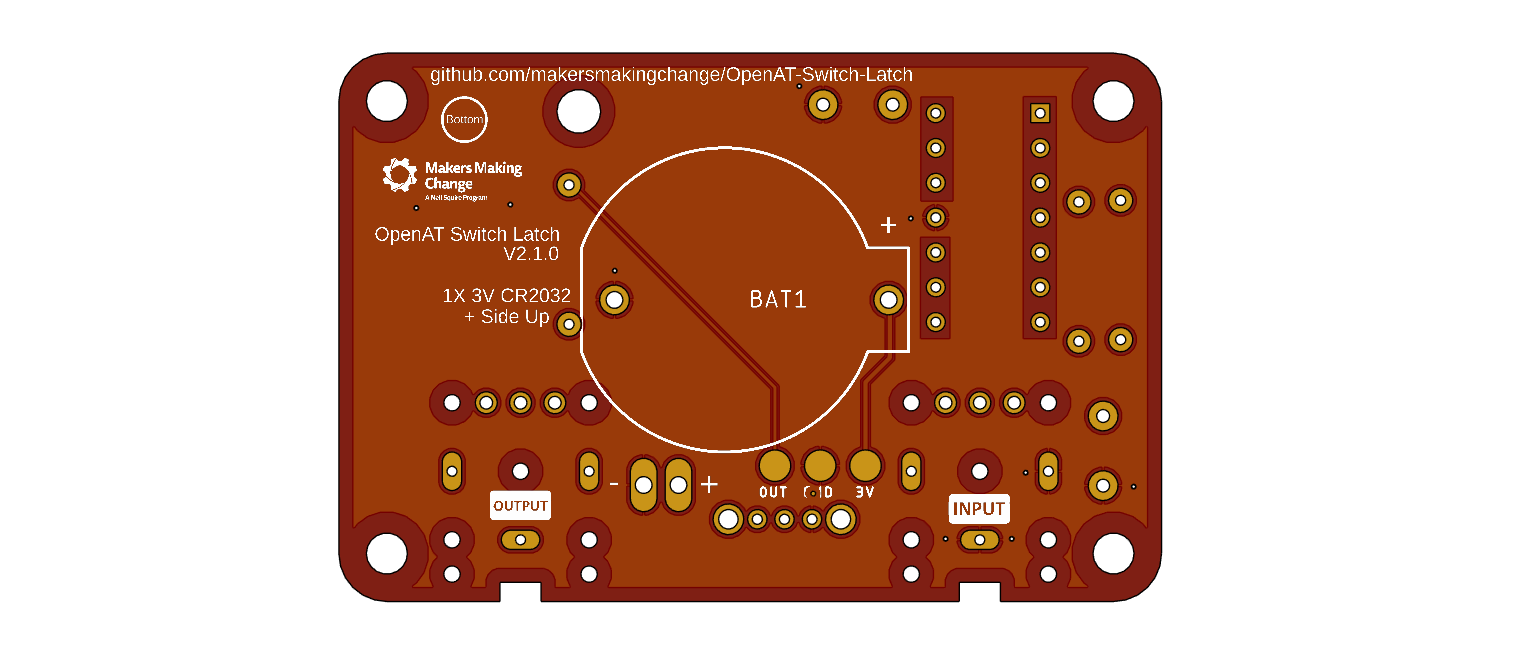 github.com/makersmakingchange/OpenAT-Switch-Latch
Bottom
Makers Making
Change
A Neil Squire Program
OpenAT Switch Latch
V2.1.0
1X 3V CR2032
+ Side Up
+
BAT1
- +
OUT 3V
OUTPUT
INPUT